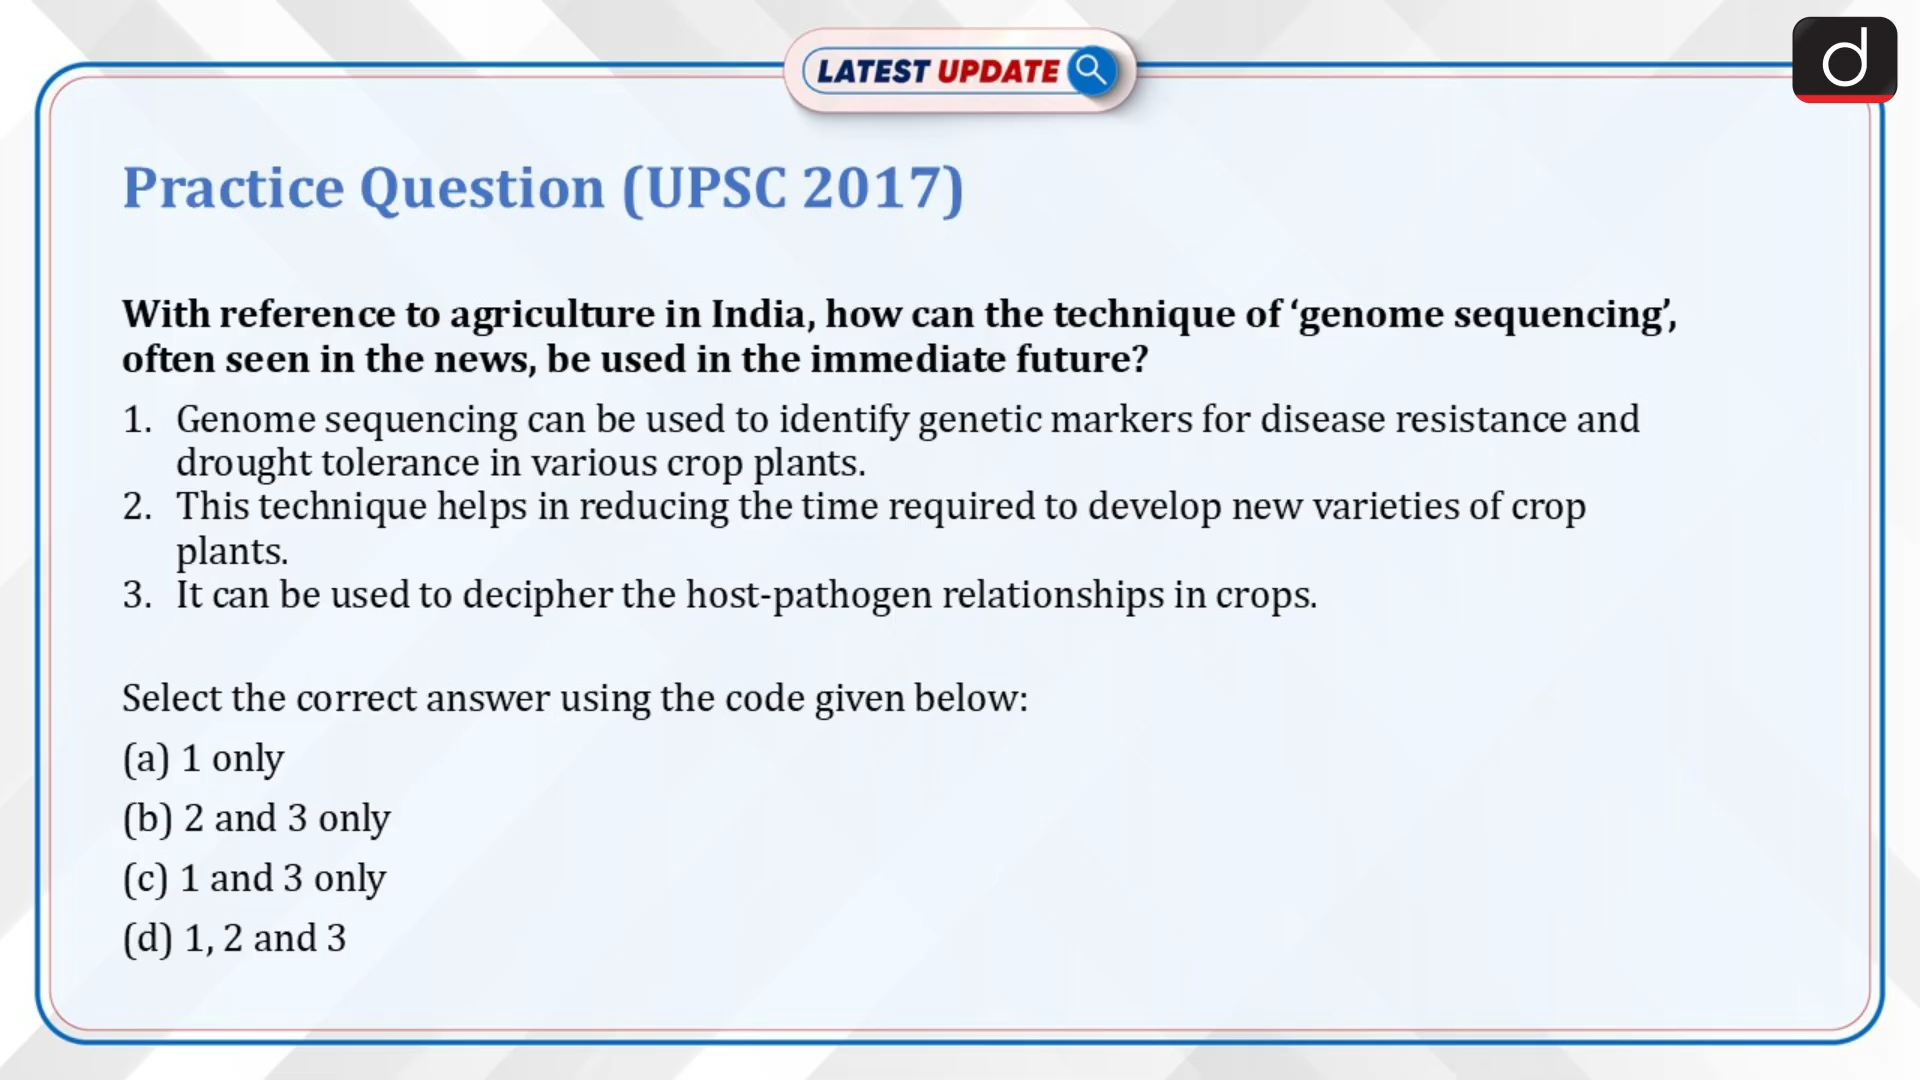 LATEST UPDATE
d
Practice Question (UPSC 2017)
With reference to agriculture in India, how can the technique of ‘genome sequencing’,
often seen in the news, be used in the immediate future?
1. Genome sequencing can be used to identify genetic markers for disease resistance and
drought tolerance in various crop plants.
2. This technique helps in reducing the time required to develop new varieties of crop
plants.
3. It can be used to decipher the host-pathogen relationships in crops.
Select the correct answer using the code given below:
(a) 1 only
(b) 2 and 3 only
(c) 1 and 3 only
(d) 1, 2 and 3